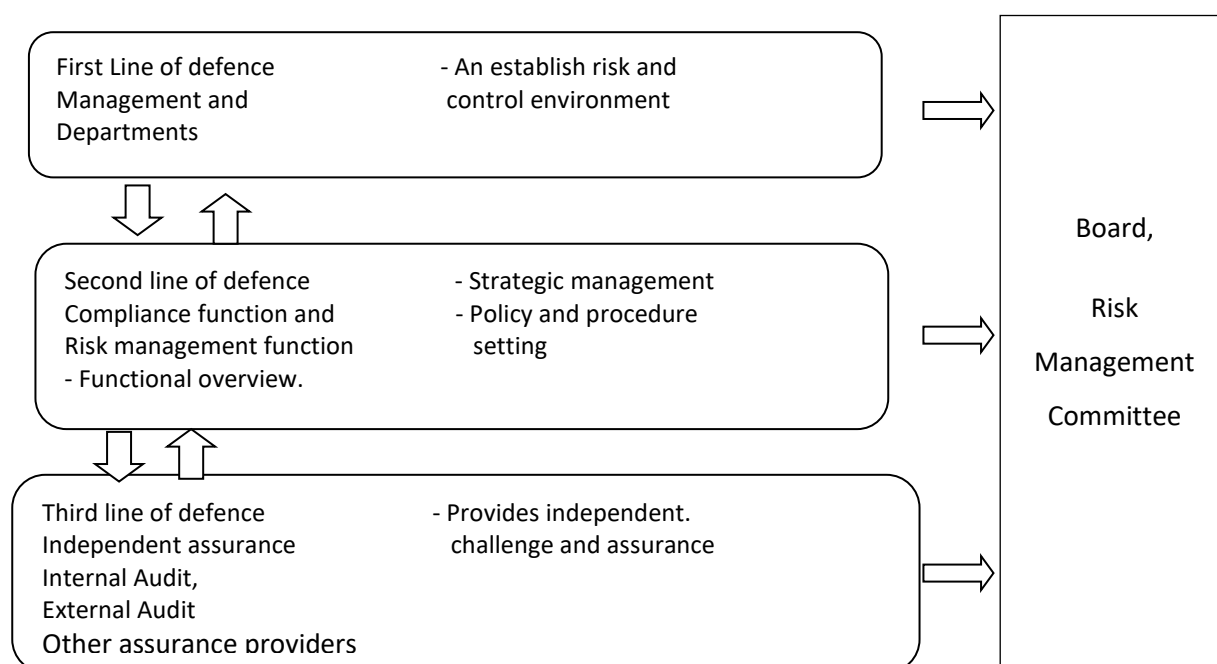 First Line of defence
Management and
Departments
- An establish risk and
control environment
Second line of defence
Compliance function and
Risk management function
- Functional overview.
- Strategic management
- Policy and procedure
setting
Third line of defence
Independent assurance
Internal Audit,
External Audit
Other assurance providers
- Provides independent.
challenge and assurance
Board,
Risk
Management
Committee